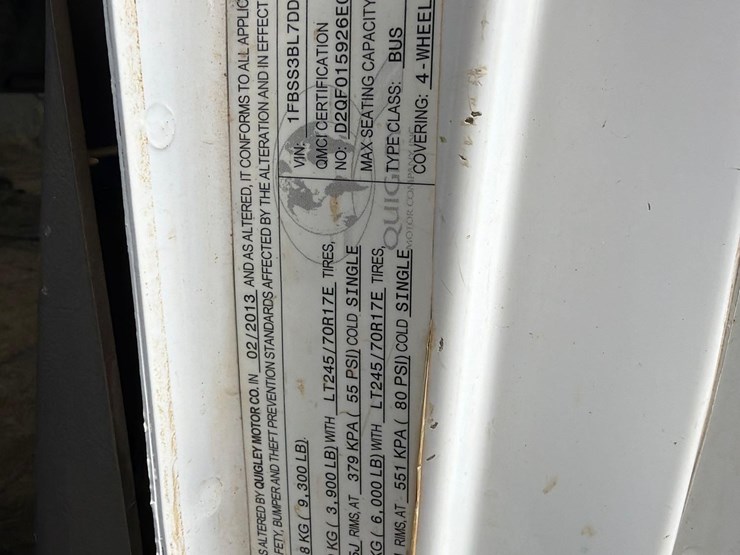 S ALTERED BY QUIGLEY MOTOR CO. IN 02/2013 AND AS ALTERED, IT CONFORMS TO ALL APPLIC
FETY, BUMPER AND THEFT PREVENTION STANDARDS AFFECTED BY THE ALTERATION AND IN EFFECT
8 KG ( 9,300 LB).
KG ( 3,900 LB) WITH LT245/70R17E TIRES,
RIMS, AT 379 KPA ( 55 PSI) COLD SINGLE
KG ( 6,000 LB) WITH LT245/70R17E TIRES,
RIMS, AT 551 KPA ( 80 PSI) COLD SINGLE
VIN: 1FBSS3BL7DD
QMCI CERTIFICATION
NO: D2QF015926E
MAX SEATING CAPACITY
TYPE CLASS: BUS
COVERING: 4-WHEEL
QUIG
MOTOR COMPANY